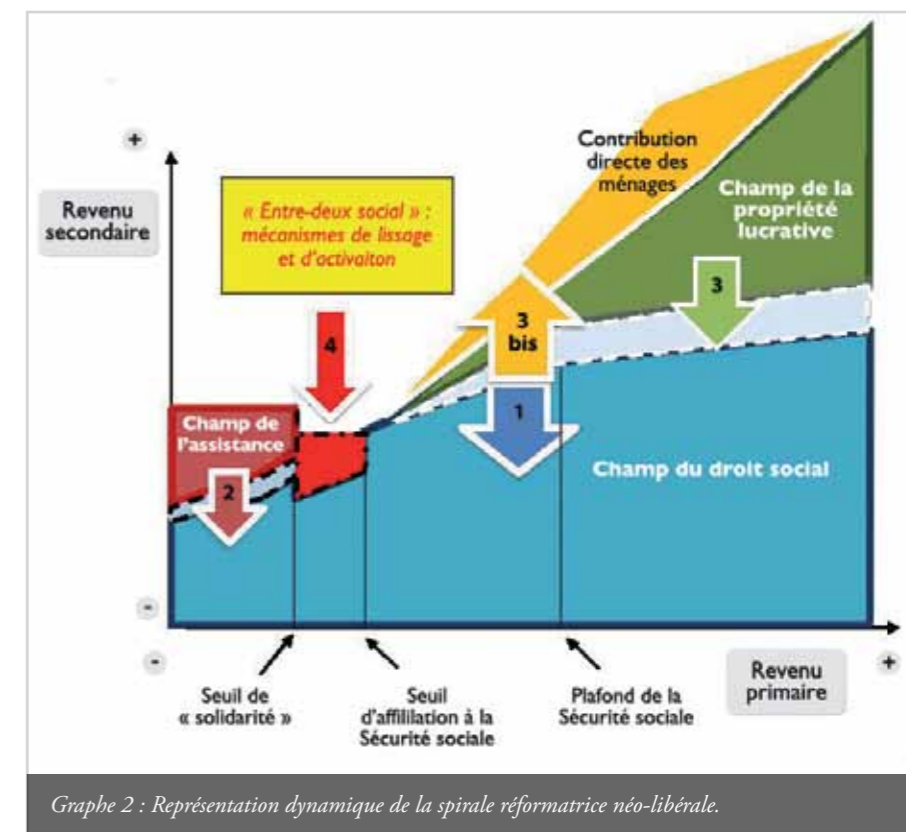 +
Revenu
secondaire
« Entre-deux social » :
mécanismes de lissage
et d'activaiton
Contribution
directe des
ménages
Champ de la
propriété
lucrative
3
3
bis
4
1
Champ de
l'assistance
2
Champ du droit social
-
-
+
Seuil de
« solidarité »
Seuil
d'affililation à la
Sécurité sociale
Plafond de la
Sécurité sociale
Revenu
primaire
Graphe 2 : Représentation dynamique de la spirale réformatrice néo-libérale.